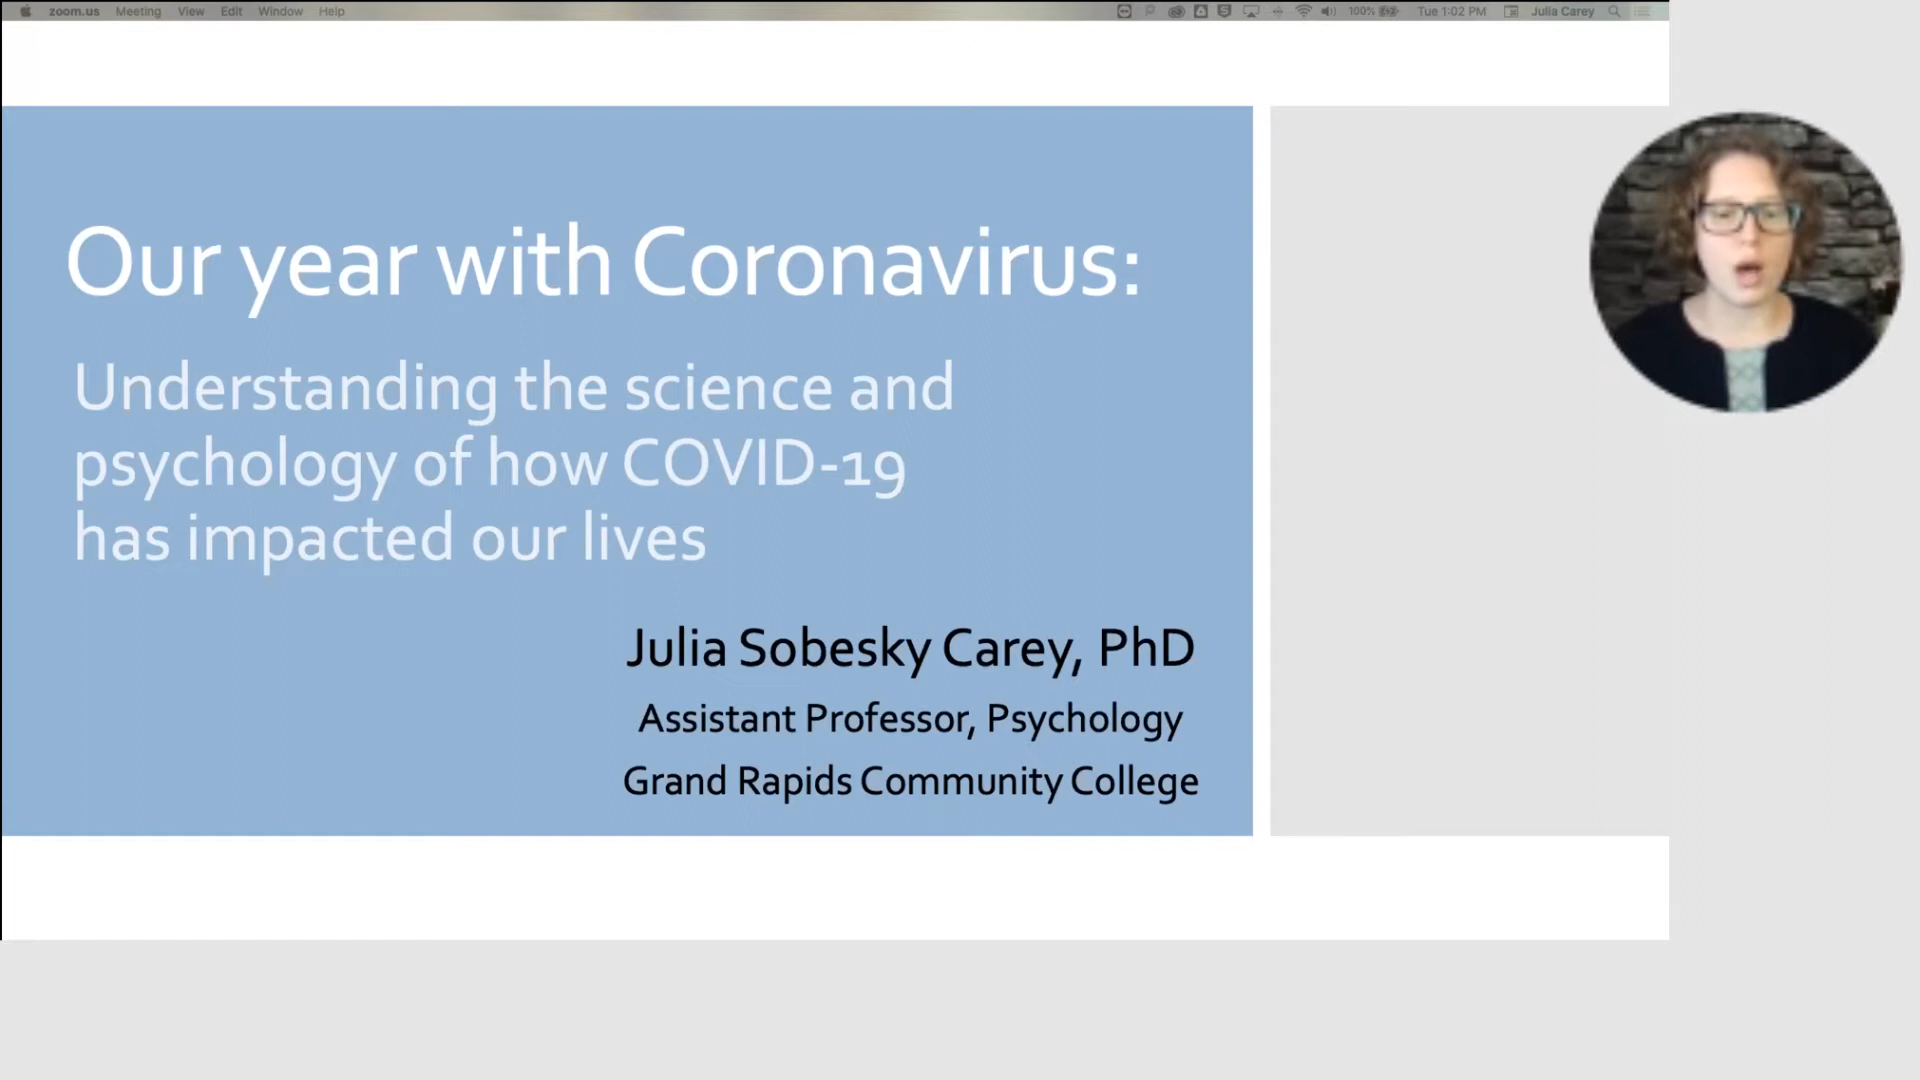 zoom.us Meeting View Edit Window Help 100% Tue 1:02 PM Julia Carey
Our year with Coronavirus:
Understanding the science and
psychology of how COVID-19
has impacted our lives
Julia Sobesky Carey, PhD
Assistant Professor, Psychology
Grand Rapids Community College